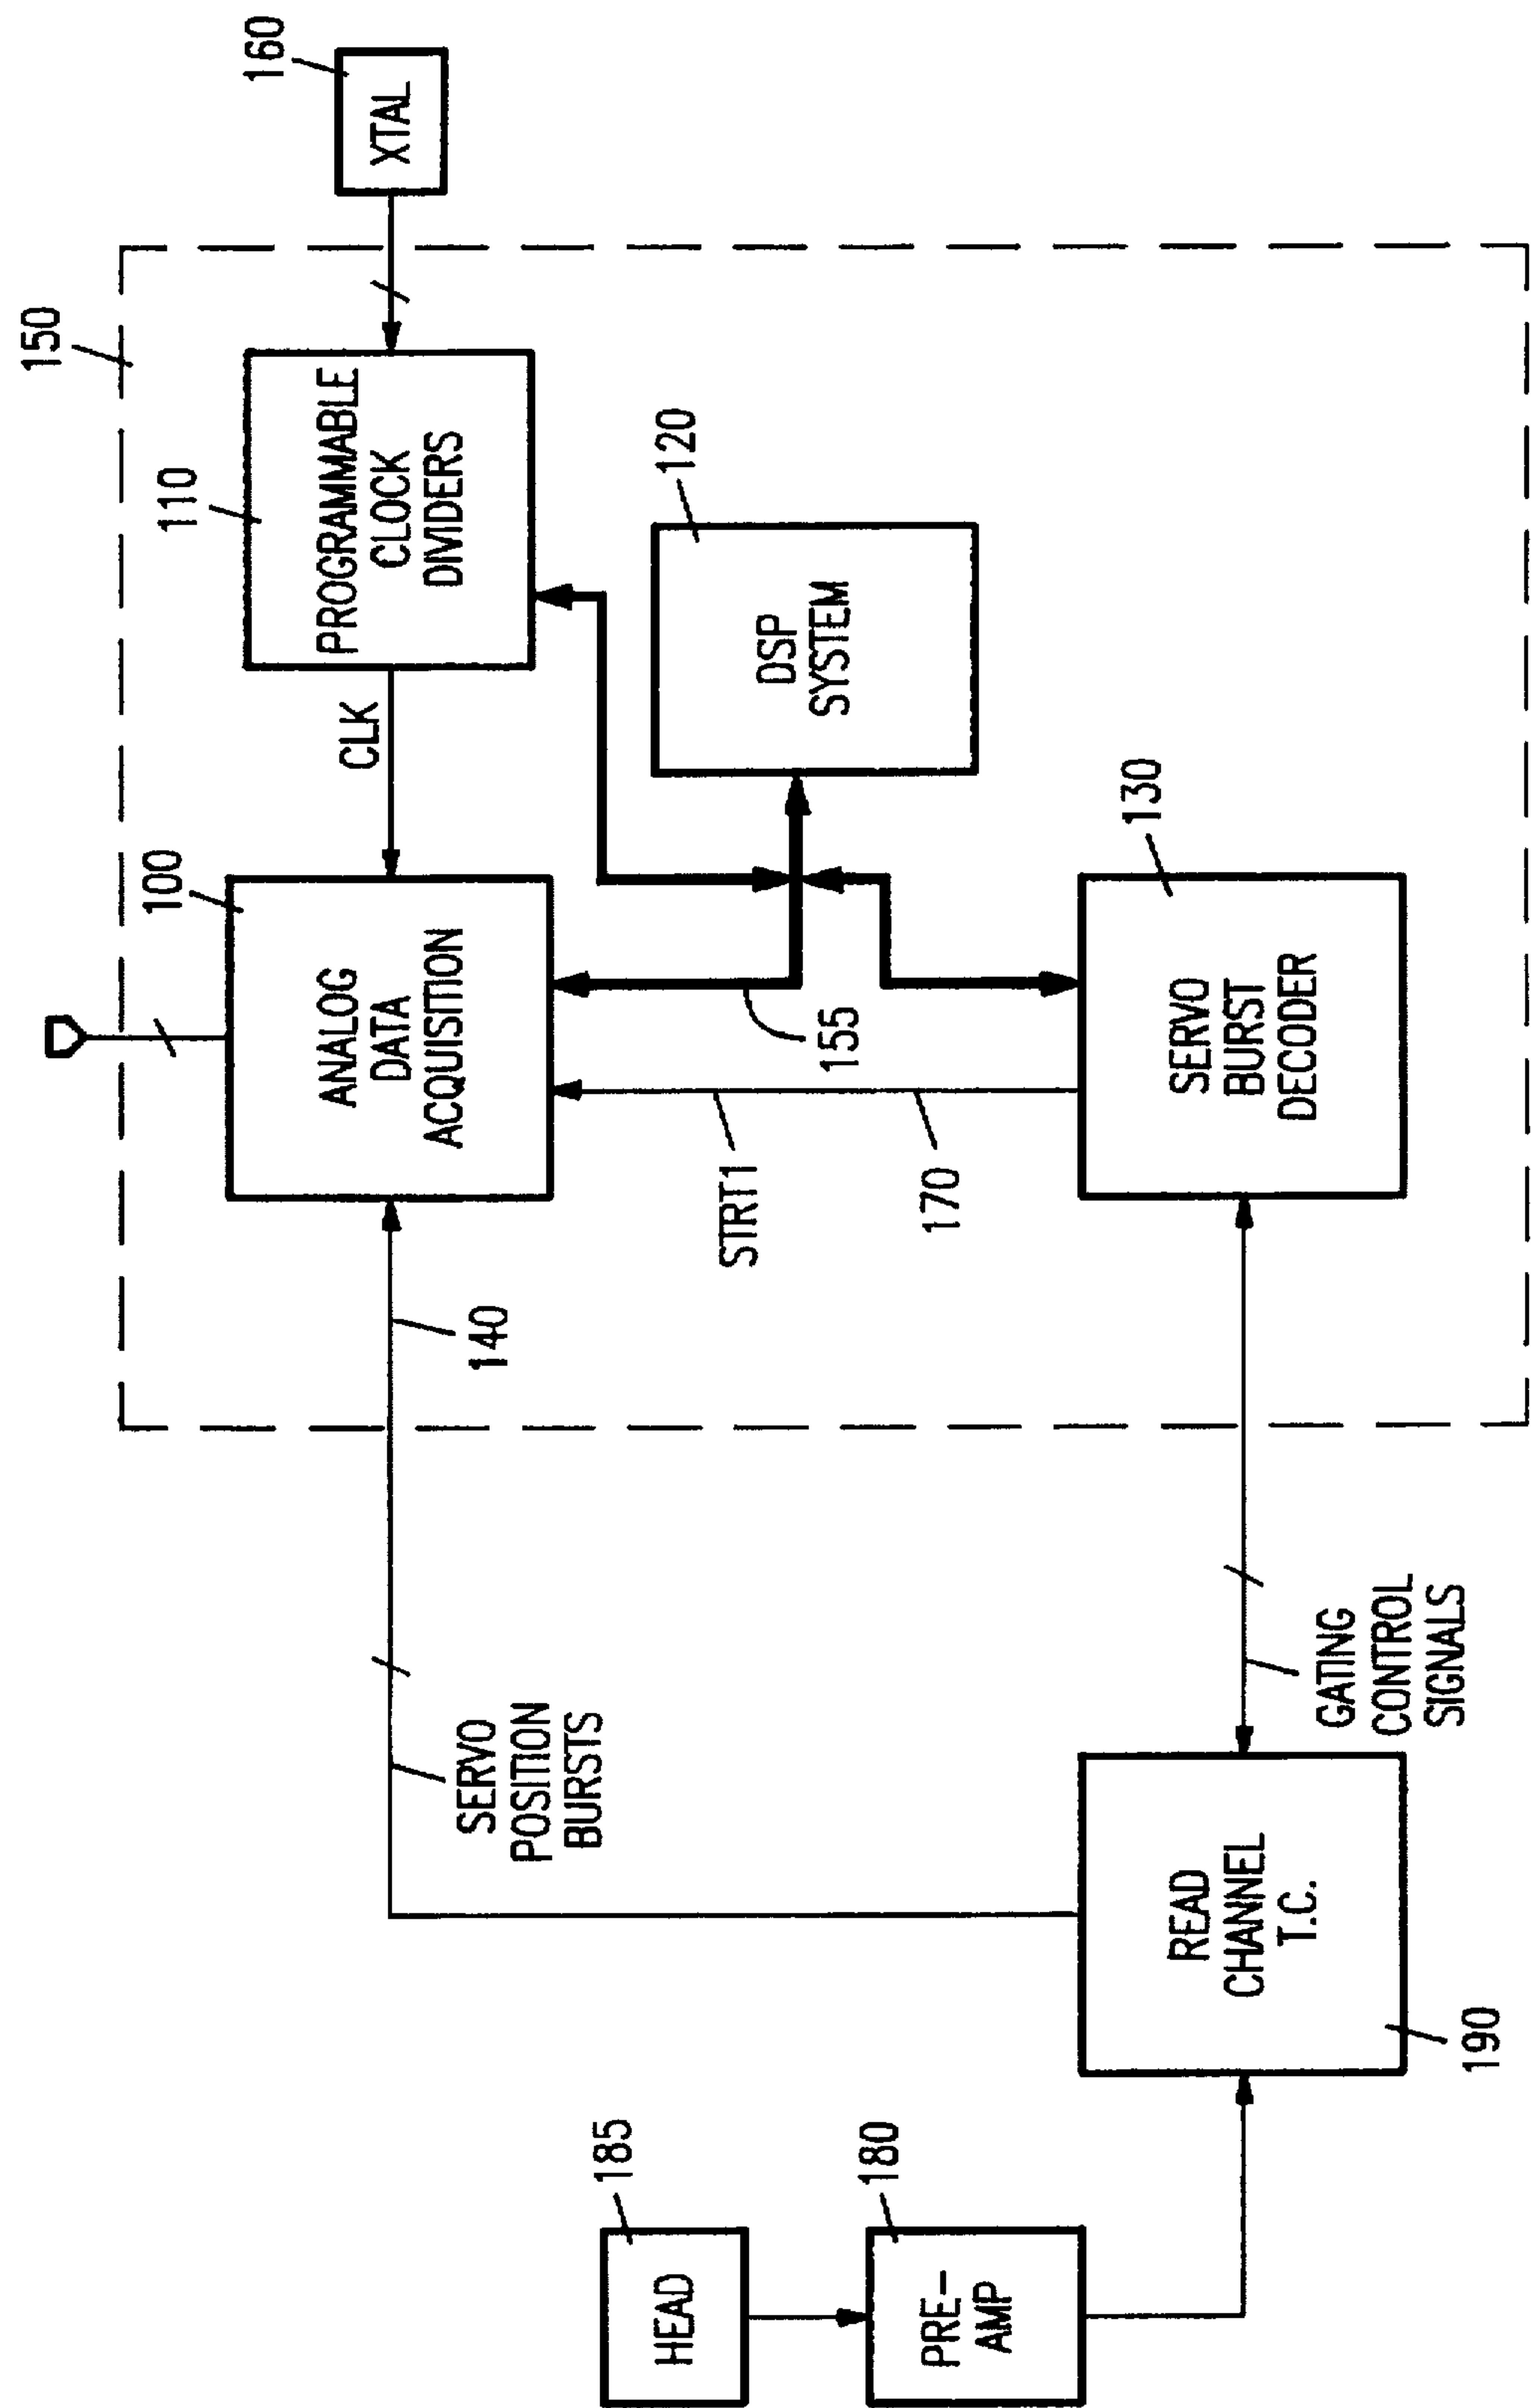 160
XTAL
150
110
PROGRAMMABLE
CLOCK
DIVIDERS
CLK
120
DSP
SYSTEM
100
ANALOG
DATA
ACQUISITION
155
130
SERVO
BURST
DECODER
STRT1
170
140
SERVO
POSITION
BURSTS
GATING
CONTROL
SIGNALS
READ
CHANNEL
T.C.
190
185
HEAD
180
PRE-
AMP